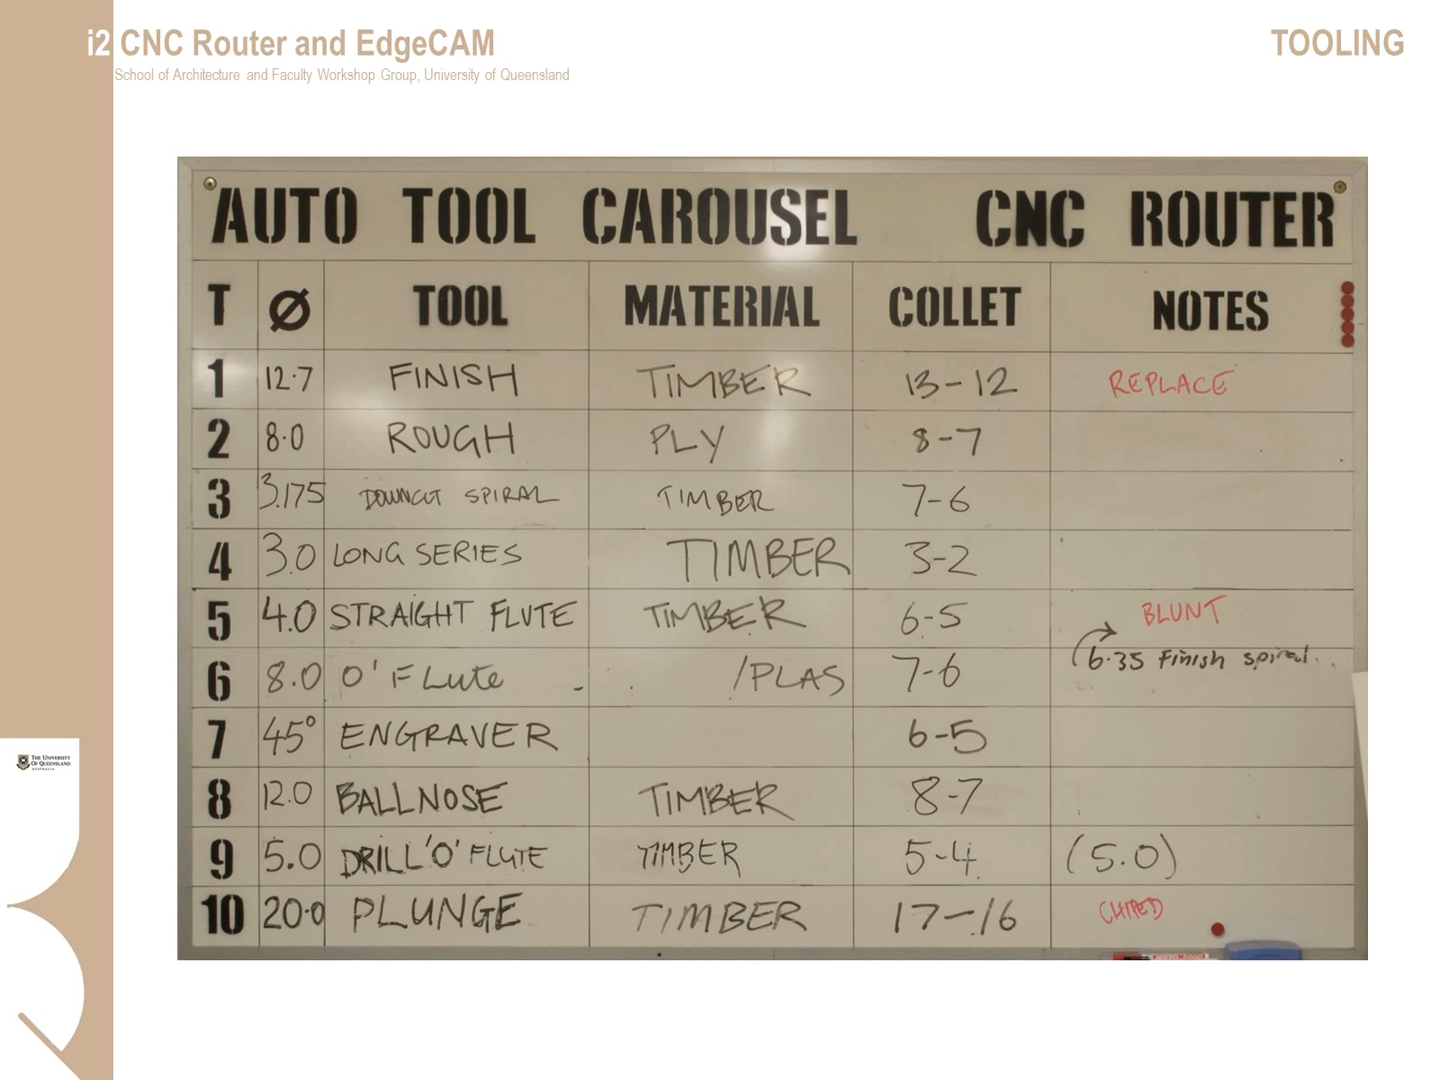 i2 CNC Router and EdgeCAM TOOLING
School of Architecture and Faculty Workshop Group, University of Queensland
AUTO TOOL CAROUSEL CNC ROUTER
T Ø TOOL MATERIAL COLLET NOTES
1 12.7 FINISH TIMBER 13-12 REPLACE
2 8.0 ROUGH PLY 8-7
3 3.175 DOWNCUT SPIRAL TIMBER 7-6
4 3.0 LONG SERIES TIMBER 3-2
5 4.0 STRAIGHT FLUTE TIMBER 6-5 BLUNT
6.35 Finish spiral..
6 8.0 O'Flute /PLAS 7-6
7 45° ENGRAVER 6-5
8 12.0 BALLNOSE TIMBER 8-7
9 5.0 DRILL 'O' FLUTE TIMBER 5-4 (5.0)
10 20.0 PLUNGE TIMBER 17-16 CHIPED
THE UNIVERSITY
OF QUEENSLAND
AUSTRALIA